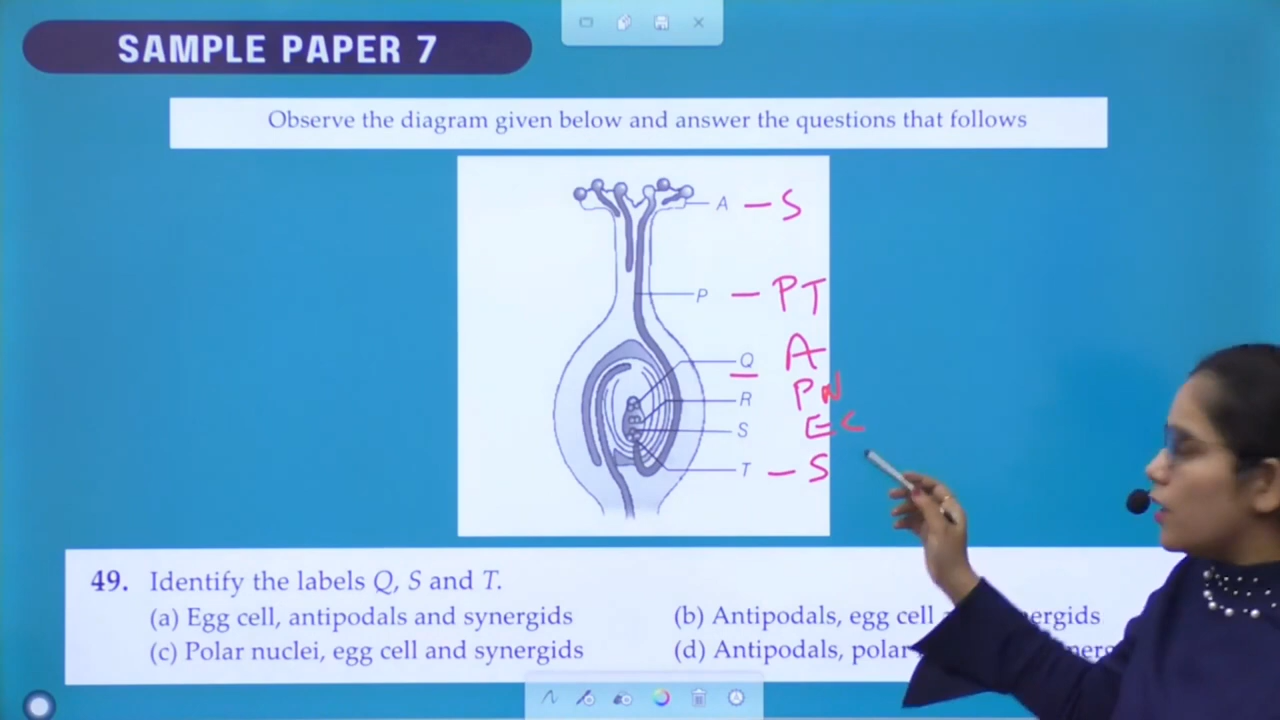 SAMPLE PAPER 7
Observe the diagram given below and answer the questions that follows
A – S
P – PT
Q A
R PN
S EC
T – S
49. Identify the labels Q, S and T.
(a) Egg cell, antipodals and synergids
(b) Antipodals, egg cell ergids
(c) Polar nuclei, egg cell and synergids
(d) Antipodals, polar nerg